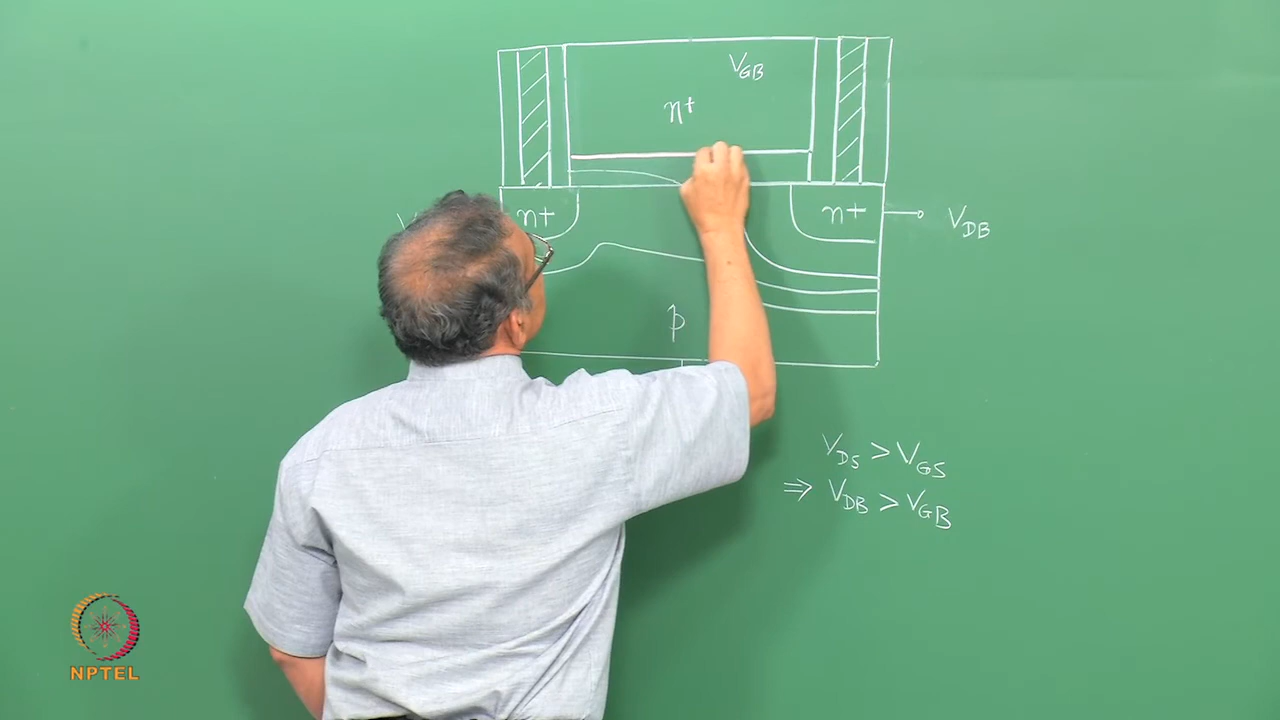 V_GB
n+
n+
n+
V_DB
p
V_DS > V_GS
⇒ V_DB > V_GB
NPTEL